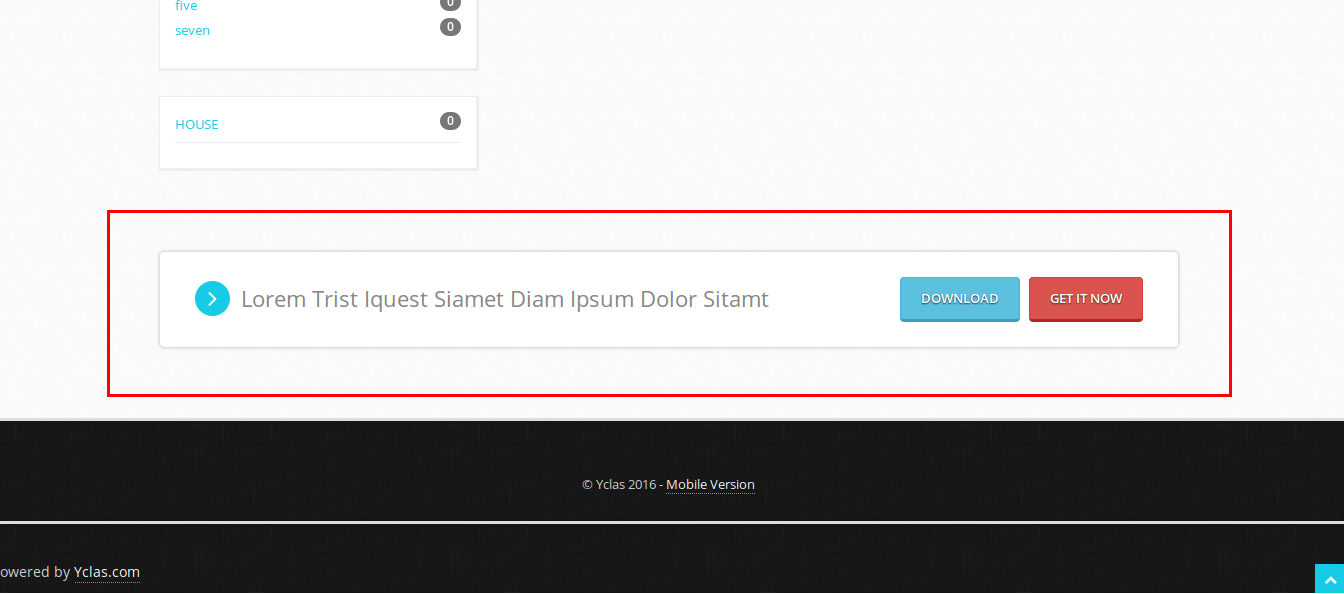 five 0
seven 0
HOUSE 0
Lorem Trist Iquest Siamet Diam Ipsum Dolor Sitamt DOWNLOAD GET IT NOW
© Yclas 2016 - Mobile Version
owered by Yclas.com